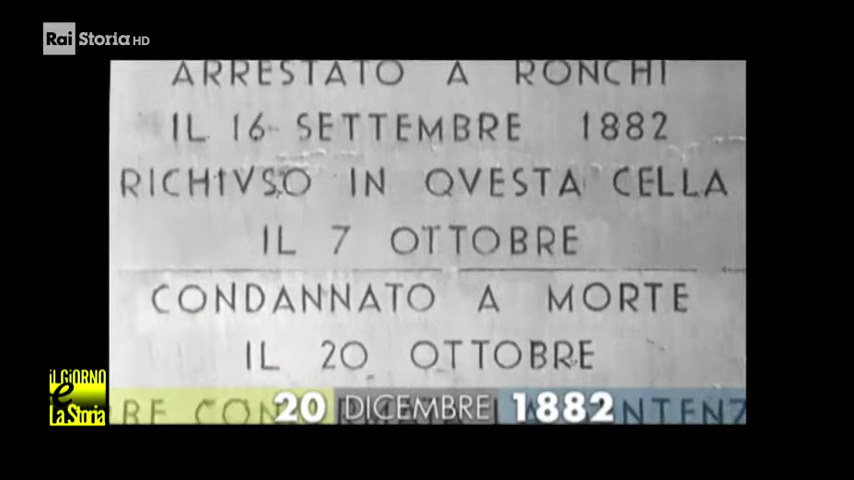 Rai Storia HD
ARRESTATO A RONCHI
IL 16 SETTEMBRE 1882
RICHIVSO IN QVESTA CELLA
IL 7 OTTOBRE
CONDANNATO A MORTE
IL 20 OTTOBRE
iL GiORNO
è
La Storia
20 DICEMBRE 1882